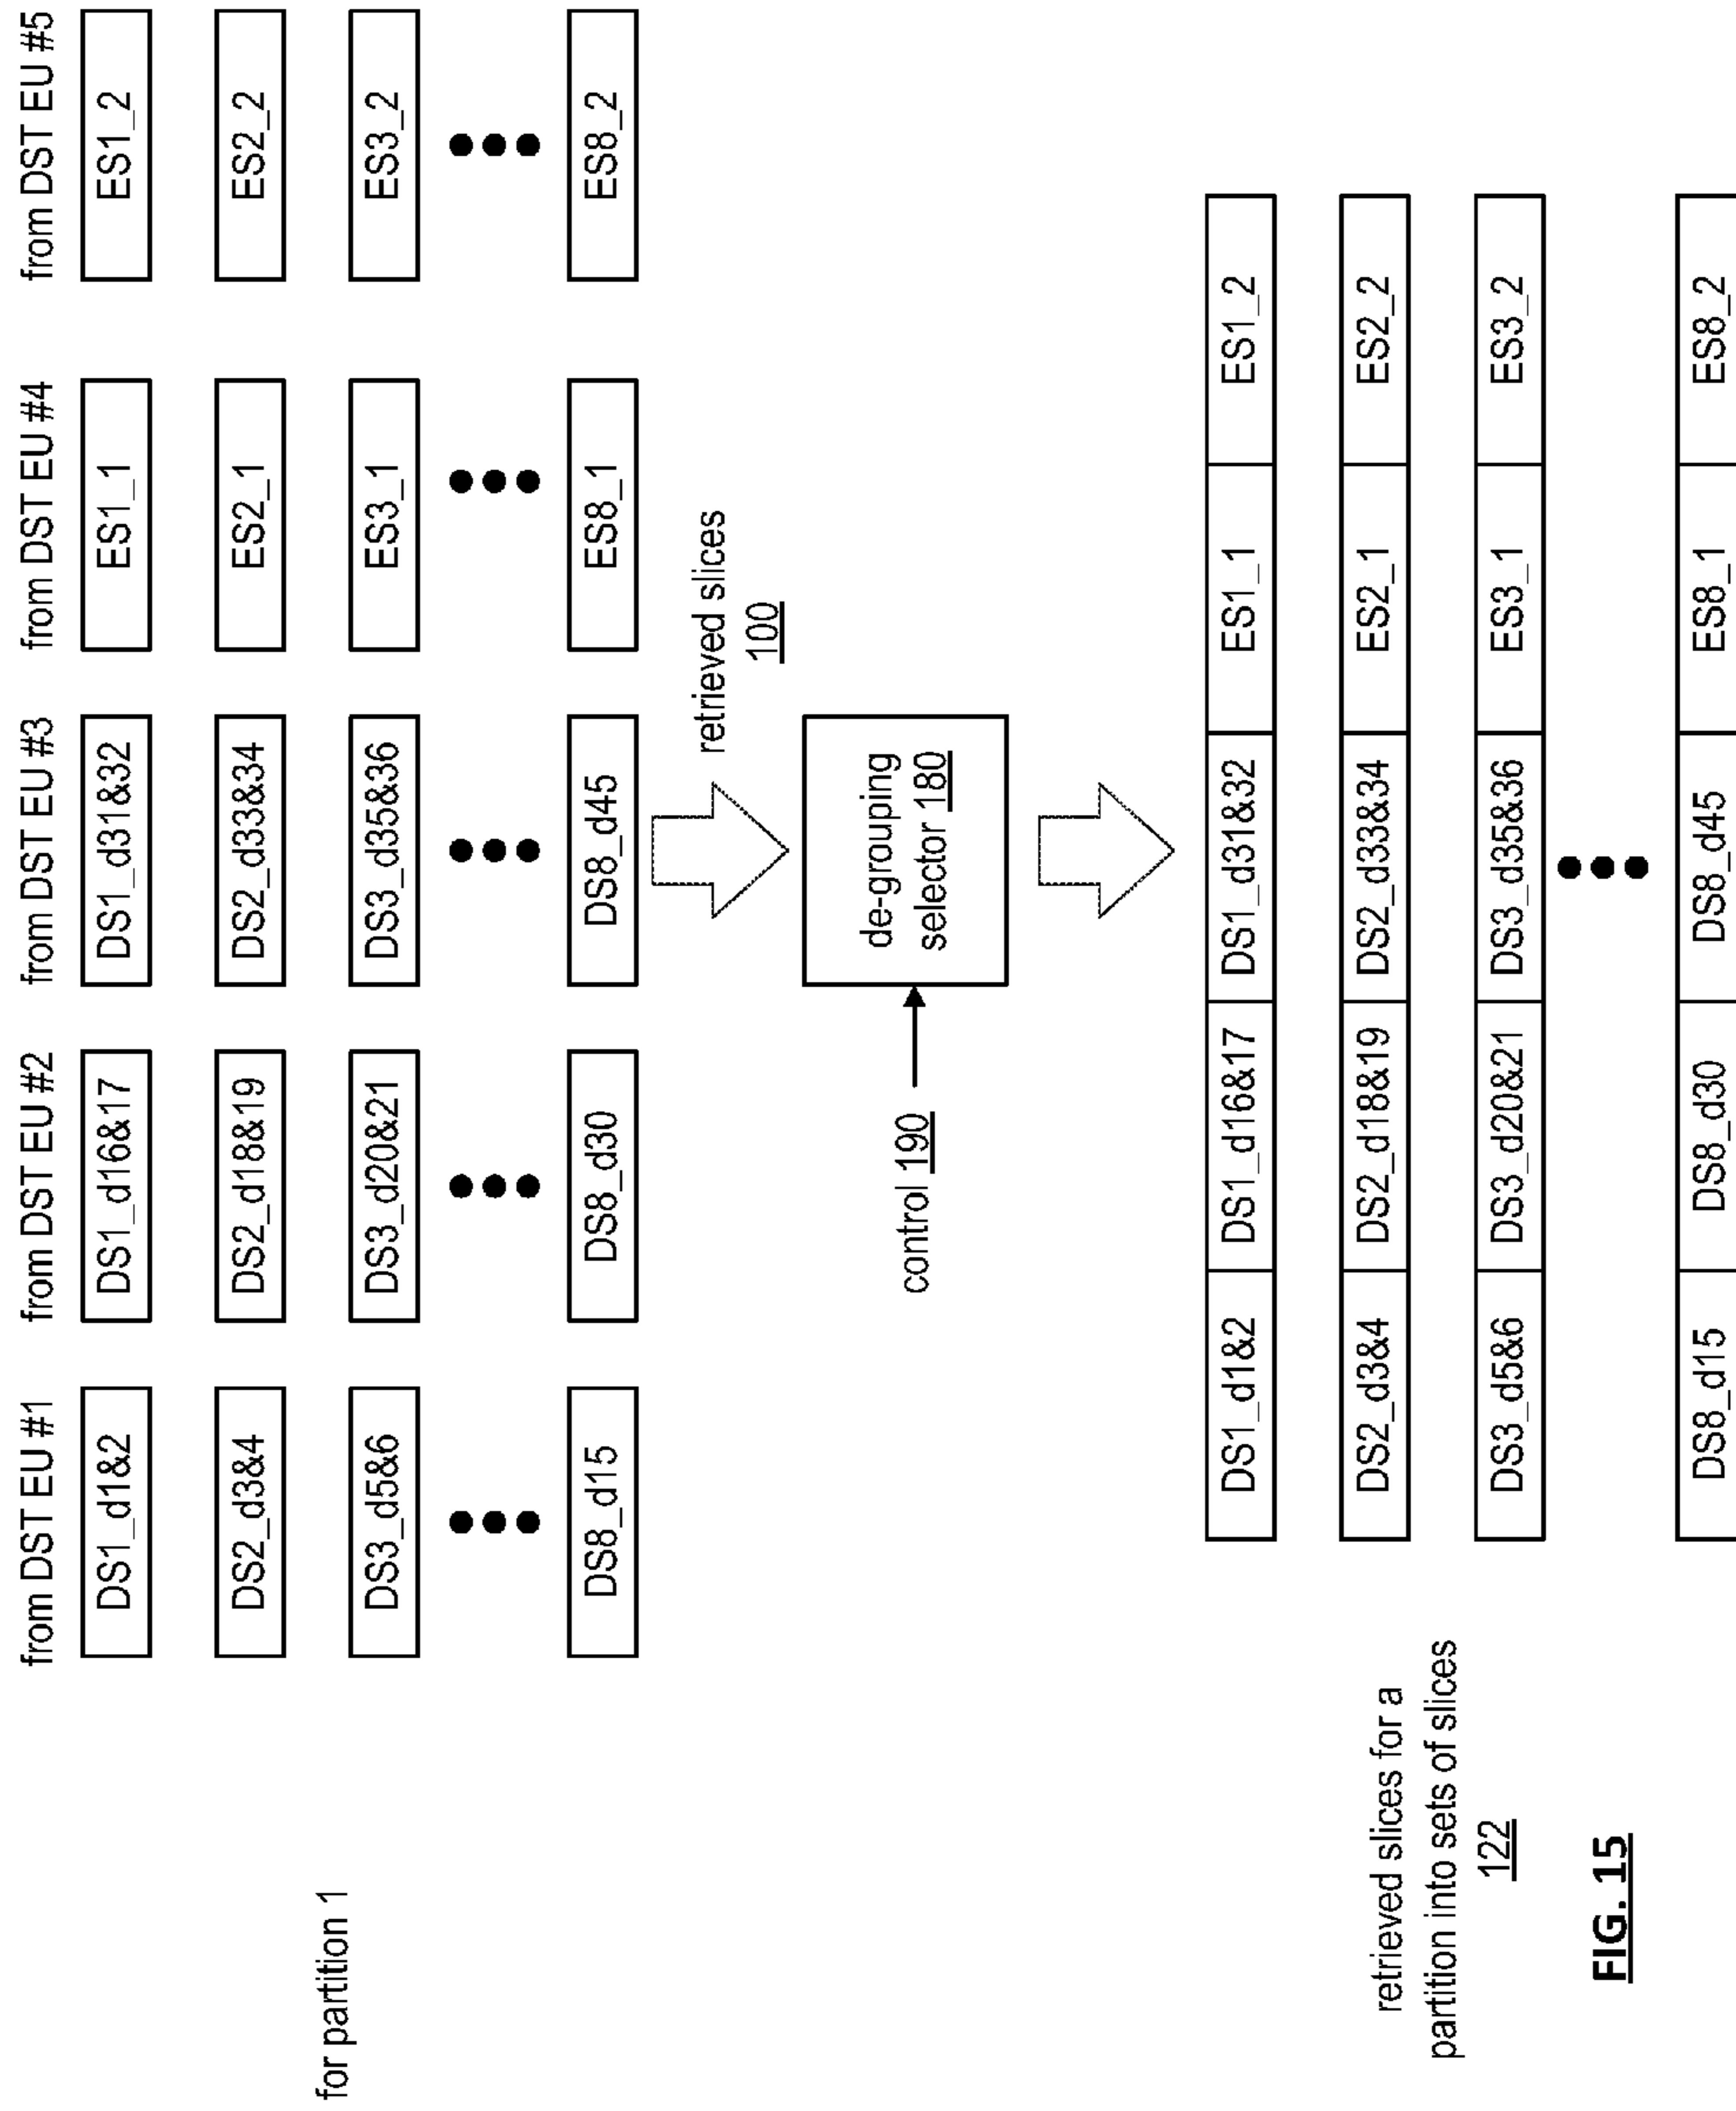 from DST EU #1 from DST EU #2 from DST EU #3 from DST EU #4 from DST EU #5
DS1_d1&2 DS1_d16&17 DS1_d31&32 ES1_1 ES1_2
DS2_d3&4 DS2_d18&19 DS2_d33&34 ES2_1 ES2_2
for partition 1
DS3_d5&6 DS3_d20&21 DS3_d35&36 ES3_1 ES3_2
DS8_d15 DS8_d30 DS8_d45 ES8_1 ES8_2
retrieved slices
100
control 190
de-grouping
selector 180
DS1_d1&2 DS1_d16&17 DS1_d31&32 ES1_1 ES1_2
retrieved slices for a
partition into sets of slices
122
DS2_d3&4 DS2_d18&19 DS2_d33&34 ES2_1 ES2_2
DS3_d5&6 DS3_d20&21 DS3_d35&36 ES3_1 ES3_2
DS8_d15 DS8_d30 DS8_d45 ES8_1 ES8_2
FIG. 15